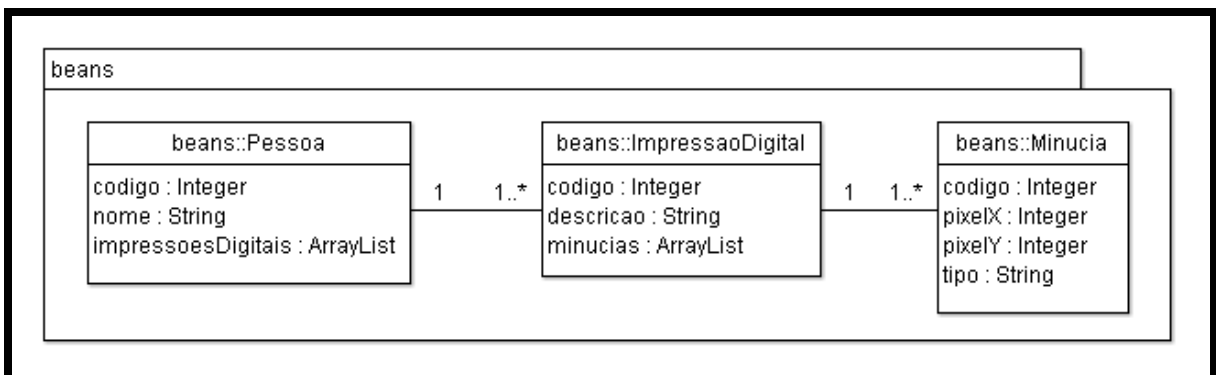 beans
beans::Pessoa
codigo : Integer
nome : String
impressoesDigitais : ArrayList
1 1..*
beans::ImpressaoDigital
codigo : Integer
descricao : String
minucias : ArrayList
1 1..*
beans::Minucia
codigo : Integer
pixelX : Integer
pixelY : Integer
tipo : String